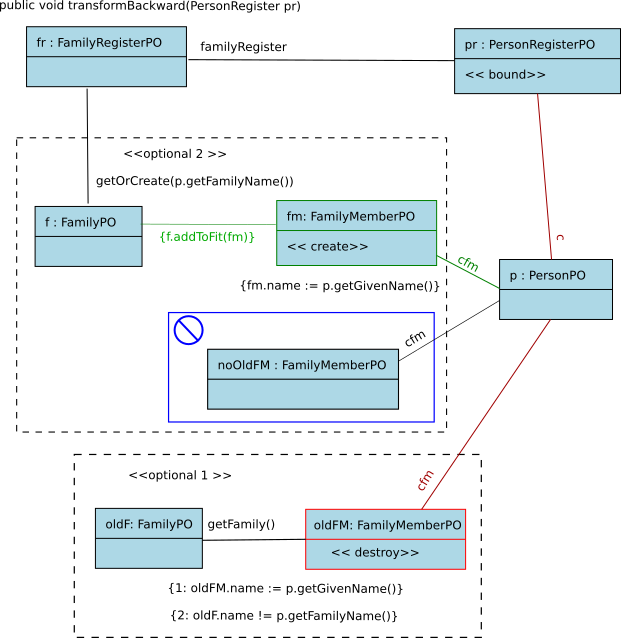 public void transformBackward(PersonRegister pr)
fr : FamilyRegisterPO
familyRegister
pr : PersonRegisterPO
<< bound>>
<<optional 2 >>
getOrCreate(p.getFamilyName())
f : FamilyPO
{f.addToFit(fm)}
fm: FamilyMemberPO
<< create>>
c
cfm
p : PersonPO
{fm.name := p.getGivenName()}
cfm
noOldFM : FamilyMemberPO
<<optional 1 >>
cfm
oldF: FamilyPO
getFamily()
oldFM: FamilyMemberPO
<< destroy>>
{1: oldFM.name := p.getGivenName()}
{2: oldF.name != p.getFamilyName()}